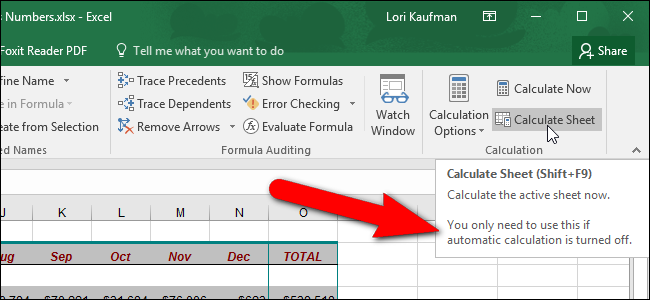 s Numbers.xlsx - Excel
Lori Kaufman
Foxit Reader PDF
Tell me what you want to do
Share
fine Name
Trace Precedents
Show Formulas
Calculate Now
e in Formula
Trace Dependents
Error Checking
Watch Window
Calculation Options
Calculate Sheet
eate from Selection
Remove Arrows
Evaluate Formula
ed Names
Formula Auditing
Calculation
Calculate Sheet (Shift+F9)
Calculate the active sheet now.
You only need to use this if
automatic calculation is turned off.
J K L M N O
ug Sep Oct Nov Dec TOTAL